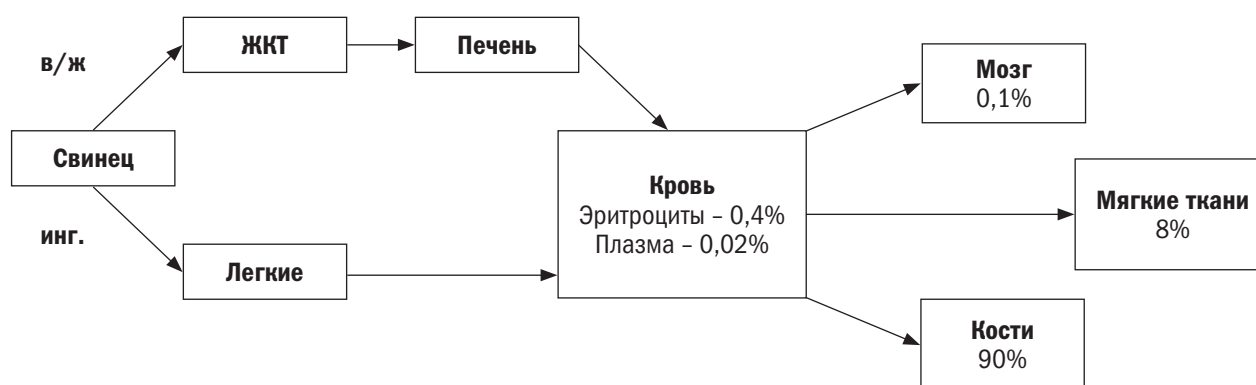 в/ж
ЖКТ
Печень
Мозг
0,1%
Свинец
Кровь
Эритроциты – 0,4%
Плазма – 0,02%
Мягкие ткани
8%
инг.
Легкие
Кости
90%